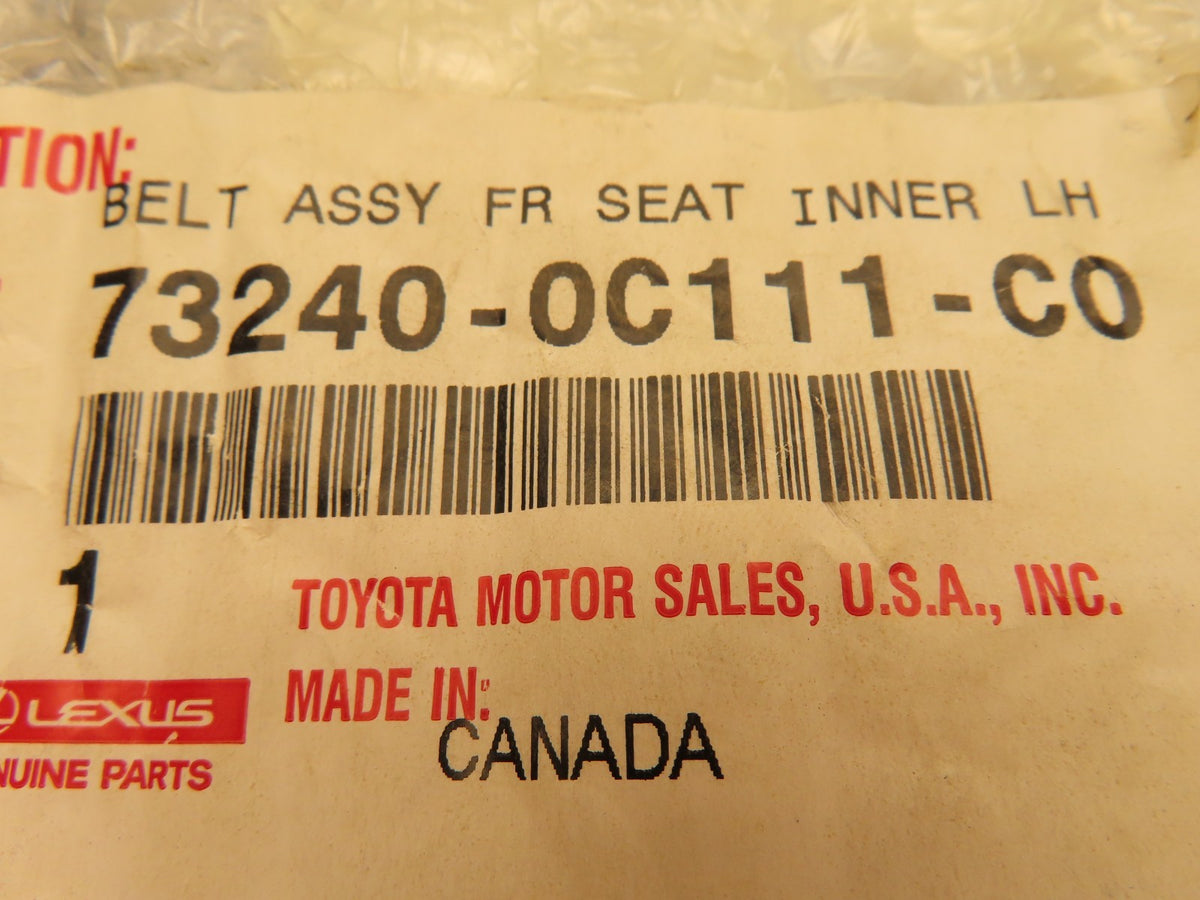 TION:
BELT ASSY FR SEAT INNER LH
73240-0C111-C0
1
TOYOTA MOTOR SALES, U.S.A., INC.
LEXUS
MADE IN:
CANADA
NUINE PARTS